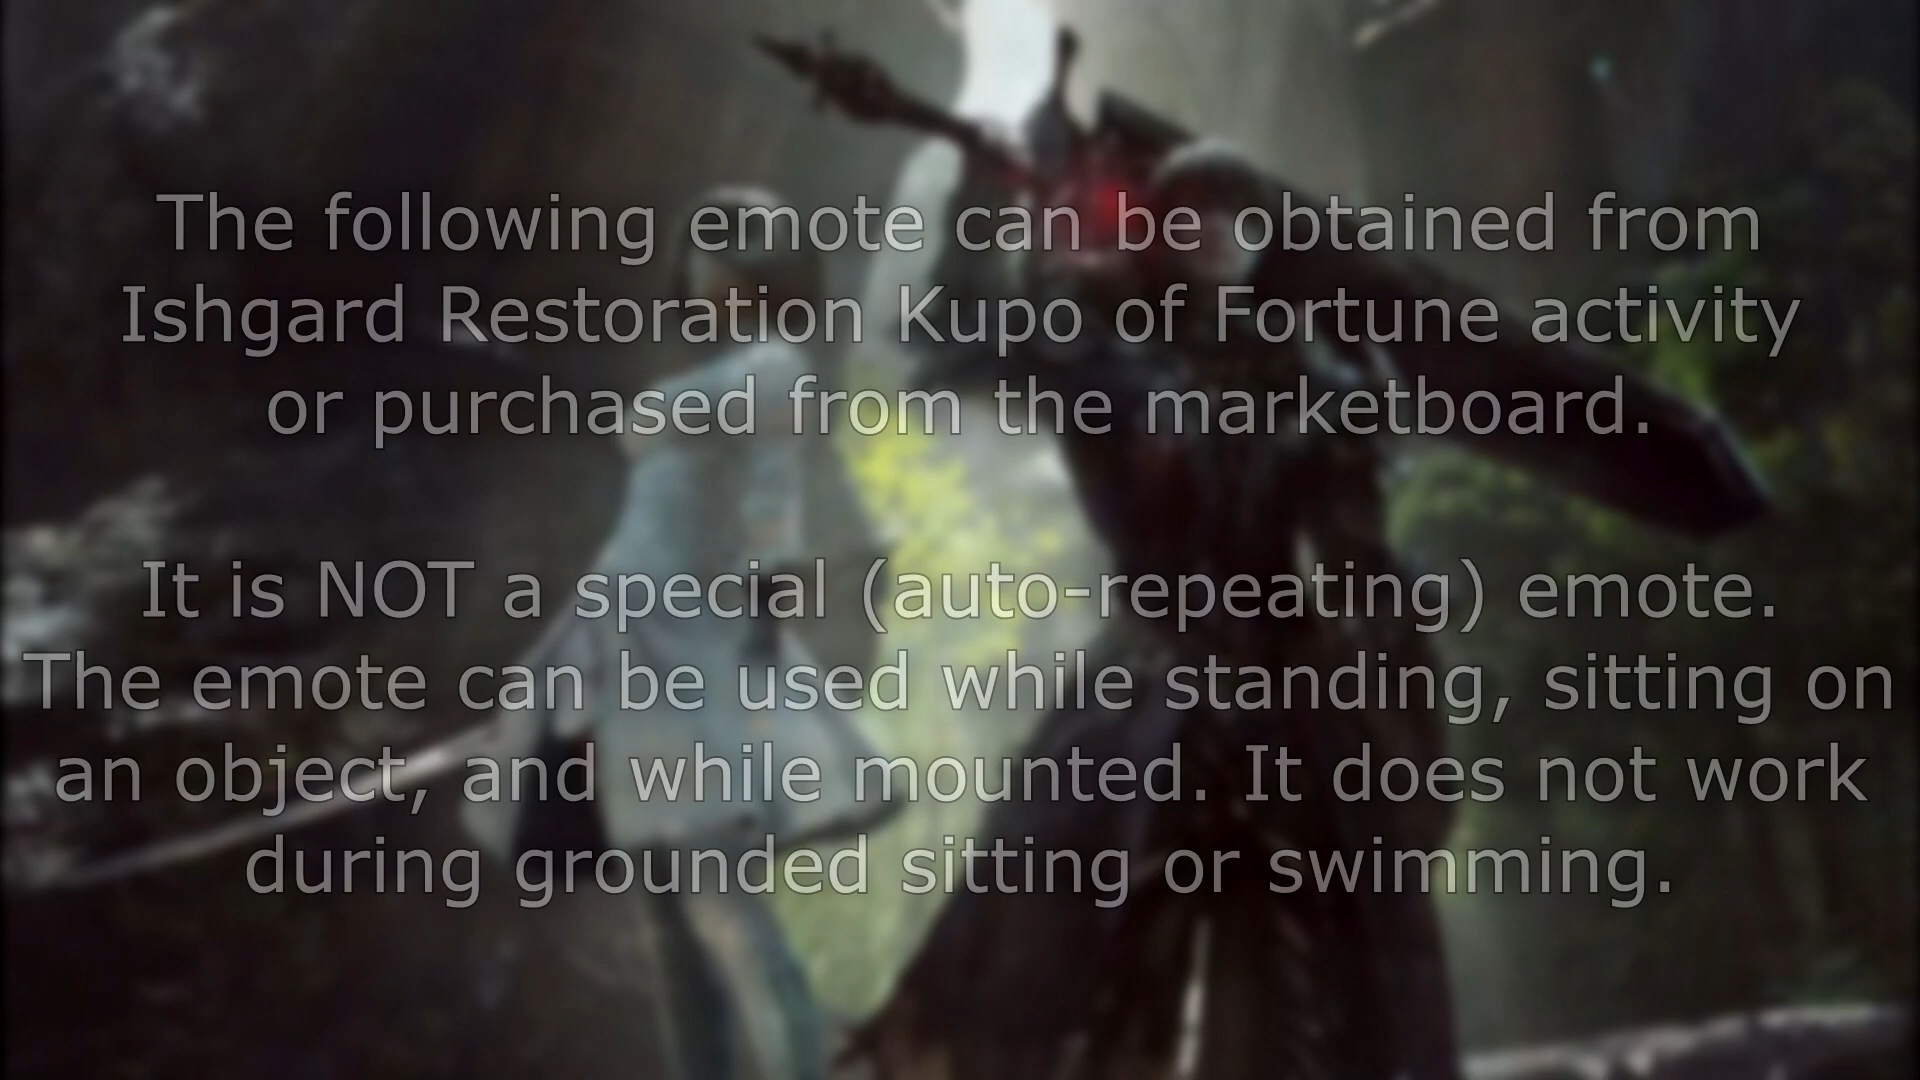 The following emote can be obtained from
Ishgard Restoration Kupo of Fortune activity
or purchased from the marketboard.
It is NOT a special (auto-repeating) emote.
The emote can be used while standing, sitting on
an object, and while mounted. It does not work
during grounded sitting or swimming.